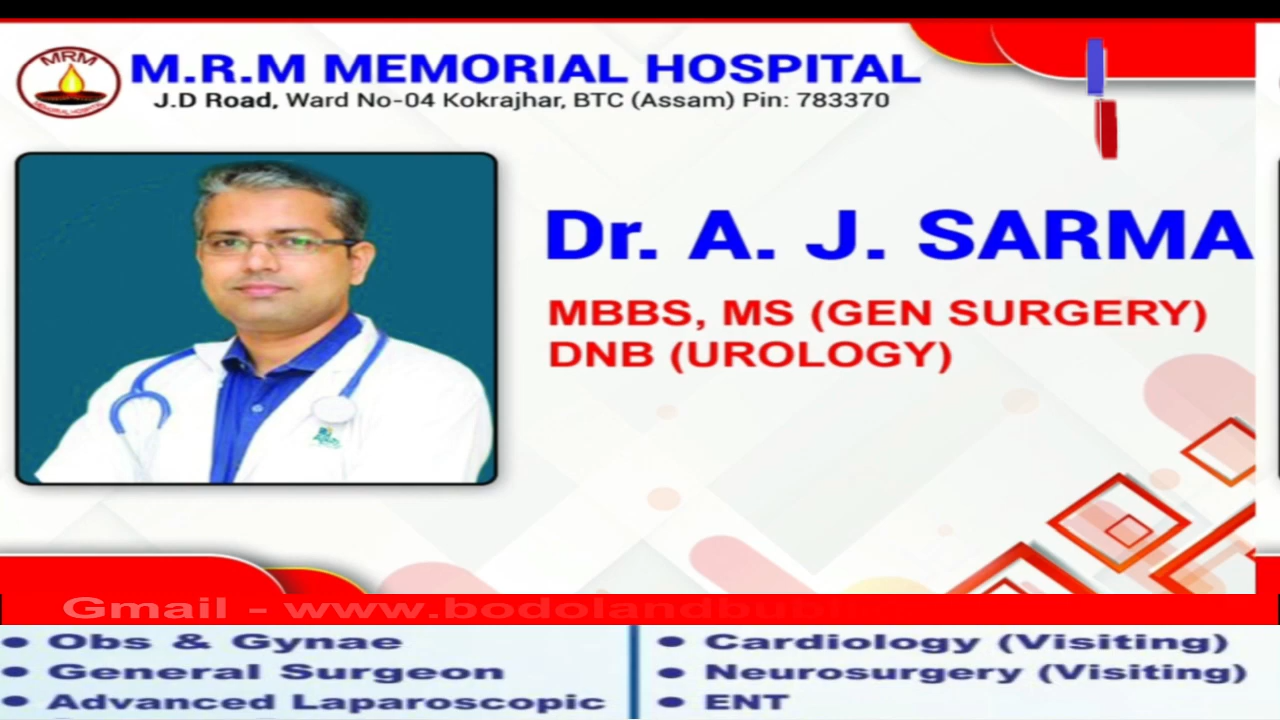 MRM
M.R.M MEMORIAL HOSPITAL
J.D Road, Ward No-04 Kokrajhar, BTC (Assam) Pin: 783370
Dr. A. J. SARMA
MBBS, MS (GEN SURGERY)
DNB (UROLOGY)
Gmail - www.bodolandbu
• Obs & Gynae
• General Surgeon
• Advanced Laparoscopic
• Cardiology (Visiting)
• Neurosurgery (Visiting)
• ENT